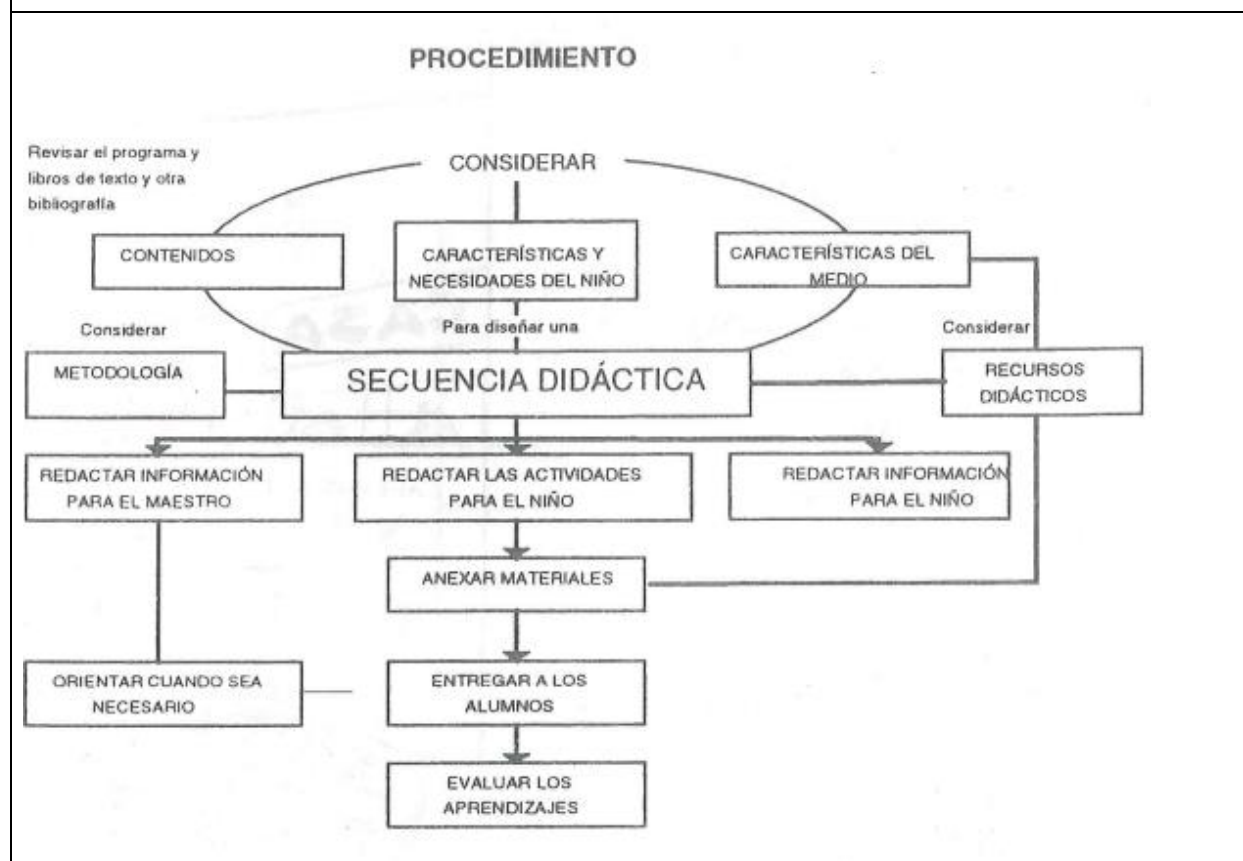 PROCEDIMIENTO
Revisar el programa y
libros de texto y otra
bibliografía
CONSIDERAR
CONTENIDOS
CARACTERÍSTICAS Y
NECESIDADES DEL NIÑO
CARACTERÍSTICAS DEL
MEDIO
Considerar
Para diseñar una
Considerar
METODOLOGÍA
SECUENCIA DIDÁCTICA
RECURSOS
DIDÁCTICOS
REDACTAR INFORMACIÓN
PARA EL MAESTRO
REDACTAR LAS ACTIVIDADES
PARA EL NIÑO
REDACTAR INFORMACIÓN
PARA EL NIÑO
ANEXAR MATERIALES
ORIENTAR CUANDO SEA
NECESARIO
ENTREGAR A LOS
ALUMNOS
EVALUAR LOS
APRENDIZAJES